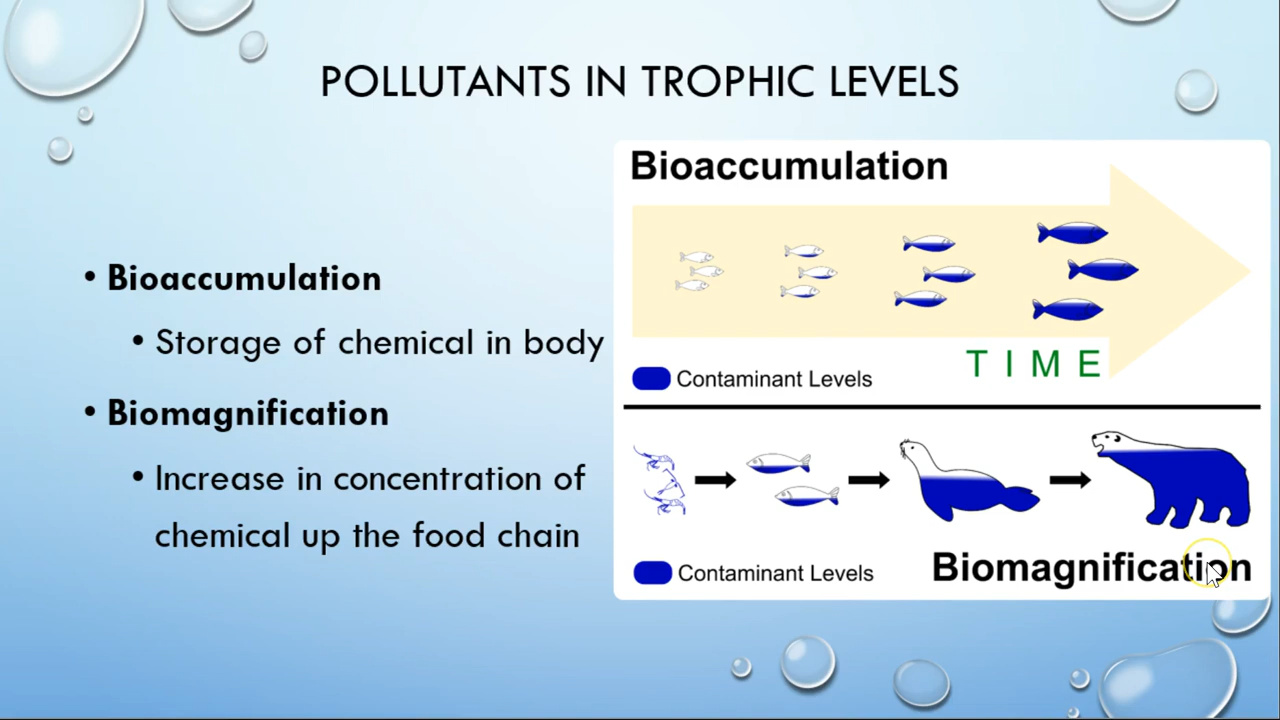 POLLUTANTS IN TROPHIC LEVELS
• Bioaccumulation
• Storage of chemical in body
• Biomagnification
• Increase in concentration of
chemical up the food chain
Bioaccumulation
TIME
Contaminant Levels
Contaminant Levels
Biomagnification